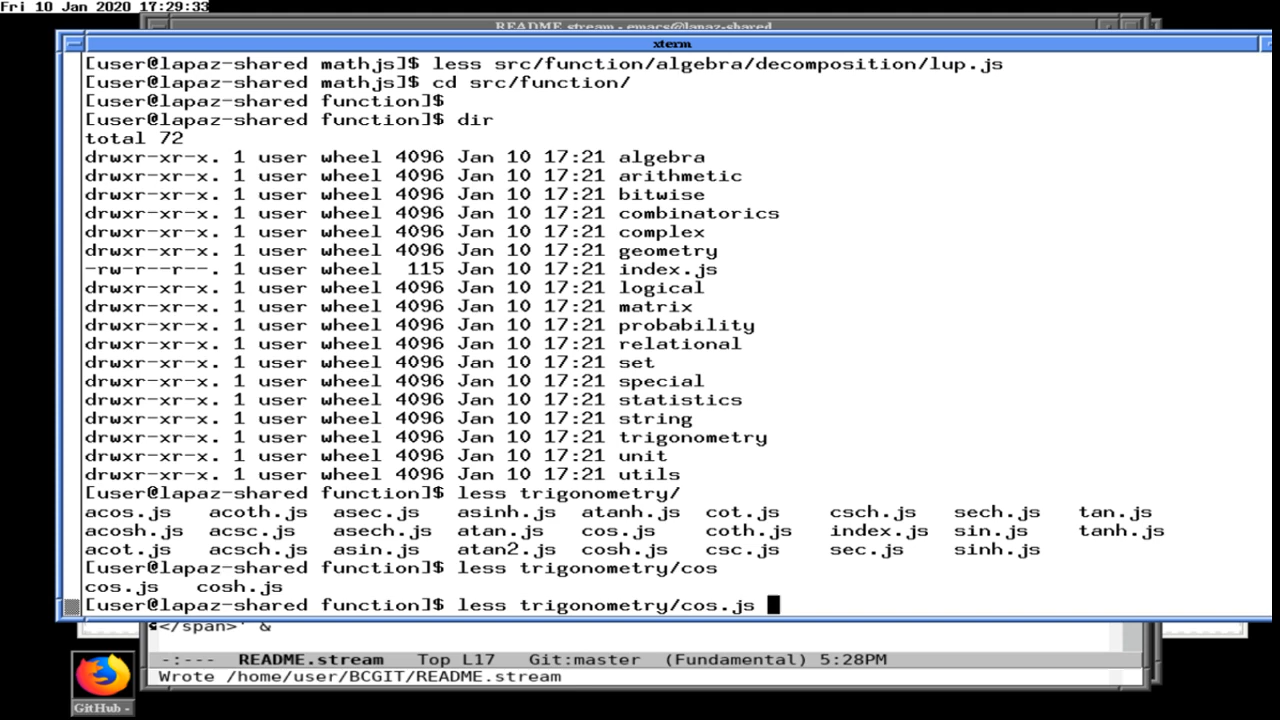 Fri 10 Jan 2020 17:29:33
README.stream - emacs@lapaz-shared
xterm
[user@lapaz-shared mathjs]$ less src/function/algebra/decomposition/lup.js
[user@lapaz-shared mathjs]$ cd src/function/
[user@lapaz-shared function]$
[user@lapaz-shared function]$ dir
total 72
drwxr-xr-x. 1 user wheel 4096 Jan 10 17:21 algebra
drwxr-xr-x. 1 user wheel 4096 Jan 10 17:21 arithmetic
drwxr-xr-x. 1 user wheel 4096 Jan 10 17:21 bitwise
drwxr-xr-x. 1 user wheel 4096 Jan 10 17:21 combinatorics
drwxr-xr-x. 1 user wheel 4096 Jan 10 17:21 complex
drwxr-xr-x. 1 user wheel 4096 Jan 10 17:21 geometry
-rw-r--r--. 1 user wheel  115 Jan 10 17:21 index.js
drwxr-xr-x. 1 user wheel 4096 Jan 10 17:21 logical
drwxr-xr-x. 1 user wheel 4096 Jan 10 17:21 matrix
drwxr-xr-x. 1 user wheel 4096 Jan 10 17:21 probability
drwxr-xr-x. 1 user wheel 4096 Jan 10 17:21 relational
drwxr-xr-x. 1 user wheel 4096 Jan 10 17:21 set
drwxr-xr-x. 1 user wheel 4096 Jan 10 17:21 special
drwxr-xr-x. 1 user wheel 4096 Jan 10 17:21 statistics
drwxr-xr-x. 1 user wheel 4096 Jan 10 17:21 string
drwxr-xr-x. 1 user wheel 4096 Jan 10 17:21 trigonometry
drwxr-xr-x. 1 user wheel 4096 Jan 10 17:21 unit
drwxr-xr-x. 1 user wheel 4096 Jan 10 17:21 utils
[user@lapaz-shared function]$ less trigonometry/
acos.js   acoth.js  asec.js   asinh.js  atanh.js  cot.js    csch.js   sech.js   tan.js
acosh.js  acsc.js   asech.js  atan.js   cos.js    coth.js   index.js  sin.js    tanh.js
acot.js   acsch.js  asin.js   atan2.js  cosh.js   csc.js    sec.js    sinh.js
[user@lapaz-shared function]$ less trigonometry/cos
cos.js   cosh.js
[user@lapaz-shared function]$ less trigonometry/cos.js
</span>' &
-:---  README.stream   Top L17   Git:master  (Fundamental) 5:28PM
Wrote /home/user/BCGIT/README.stream
GitHub -